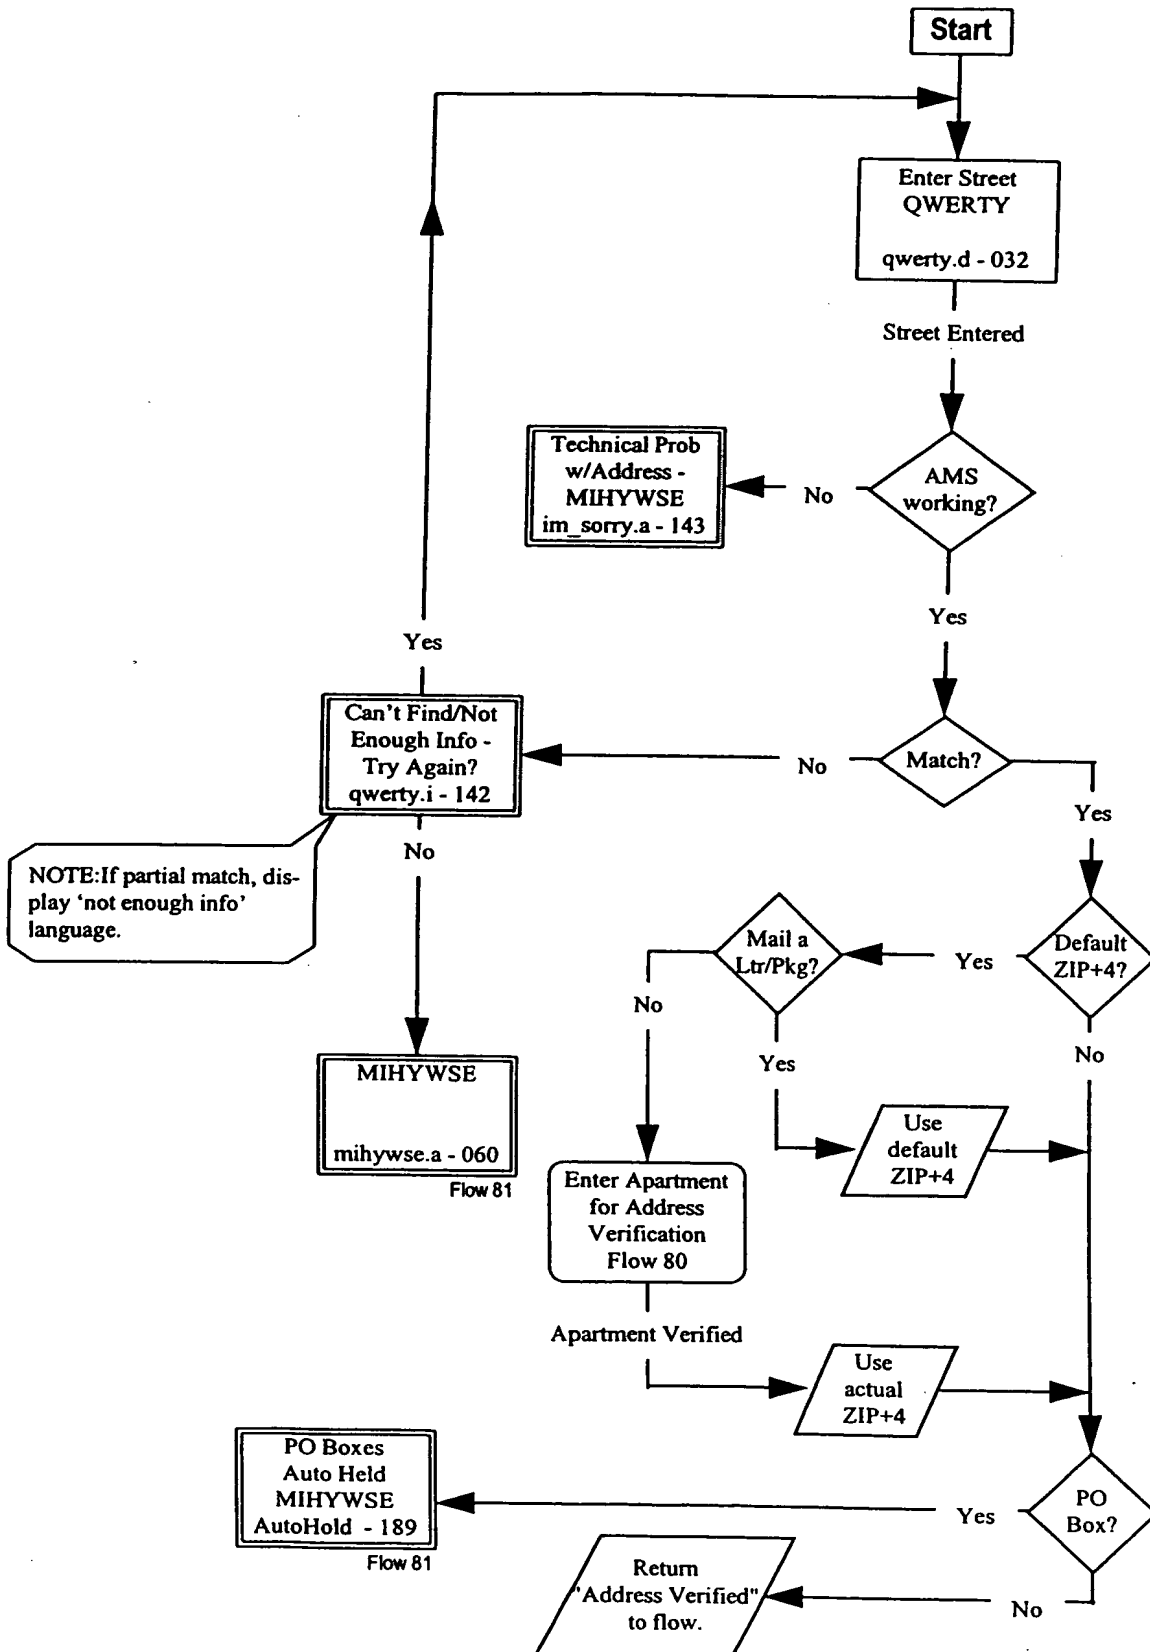 Start
Enter Street
QWERTY
qwerty.d - 032
Street Entered
Technical Prob
w/Address -
MIHYWSE
im_sorry.a - 143
No
AMS
working?
Yes
Yes
Can't Find/Not
Enough Info -
Try Again?
qwerty.i - 142
No
Match?
Yes
No
NOTE:If partial match, dis-
play 'not enough info'
language.
Mail a
Ltr/Pkg?
Yes
Default
ZIP+4?
No
Yes
No
MIHYWSE
mihywse.a - 060
Flow 81
Use
default
ZIP+4
Enter Apartment
for Address
Verification
Flow 80
Apartment Verified
Use
actual
ZIP+4
PO Boxes
Auto Held
MIHYWSE
AutoHold - 189
Flow 81
Yes
PO
Box?
Return
"Address Verified"
to flow.
No